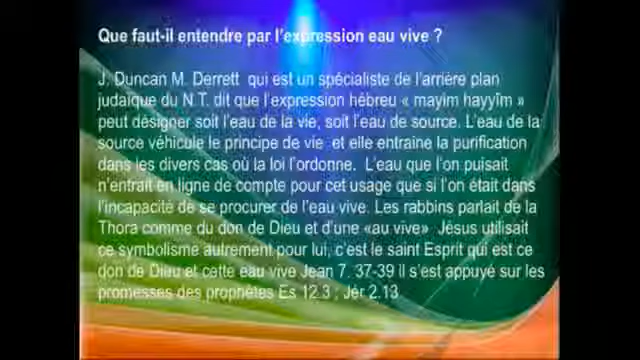 Que faut-il entendre par l'expression eau vive ?
J. Duncan M. Derrett qui est un spécialiste de l'arrière plan
judaïque du N.T. dit que l'expression hébreu « mayim hayyîm »
peut désigner soit l'eau de la vie, soit l'eau de source. L'eau de la
source véhicule le principe de vie et elle entraine la purification
dans les divers cas où la loi l'ordonne. L'eau que l'on puisait
n'entrait en ligne de compte pour cet usage que si l'on était dans
l'incapacité de se procurer de l'eau vive. Les rabbins parlait de la
Thora comme du don de Dieu et d'une «au vive» Jésus utilisait
ce symbolisme autrement pour lui, c'est le saint Esprit qui est ce
don de Dieu et cette eau vive Jean 7. 37-39 il s'est appuyé sur les
promesses des prophètes Es 12.3 ; Jér 2.13